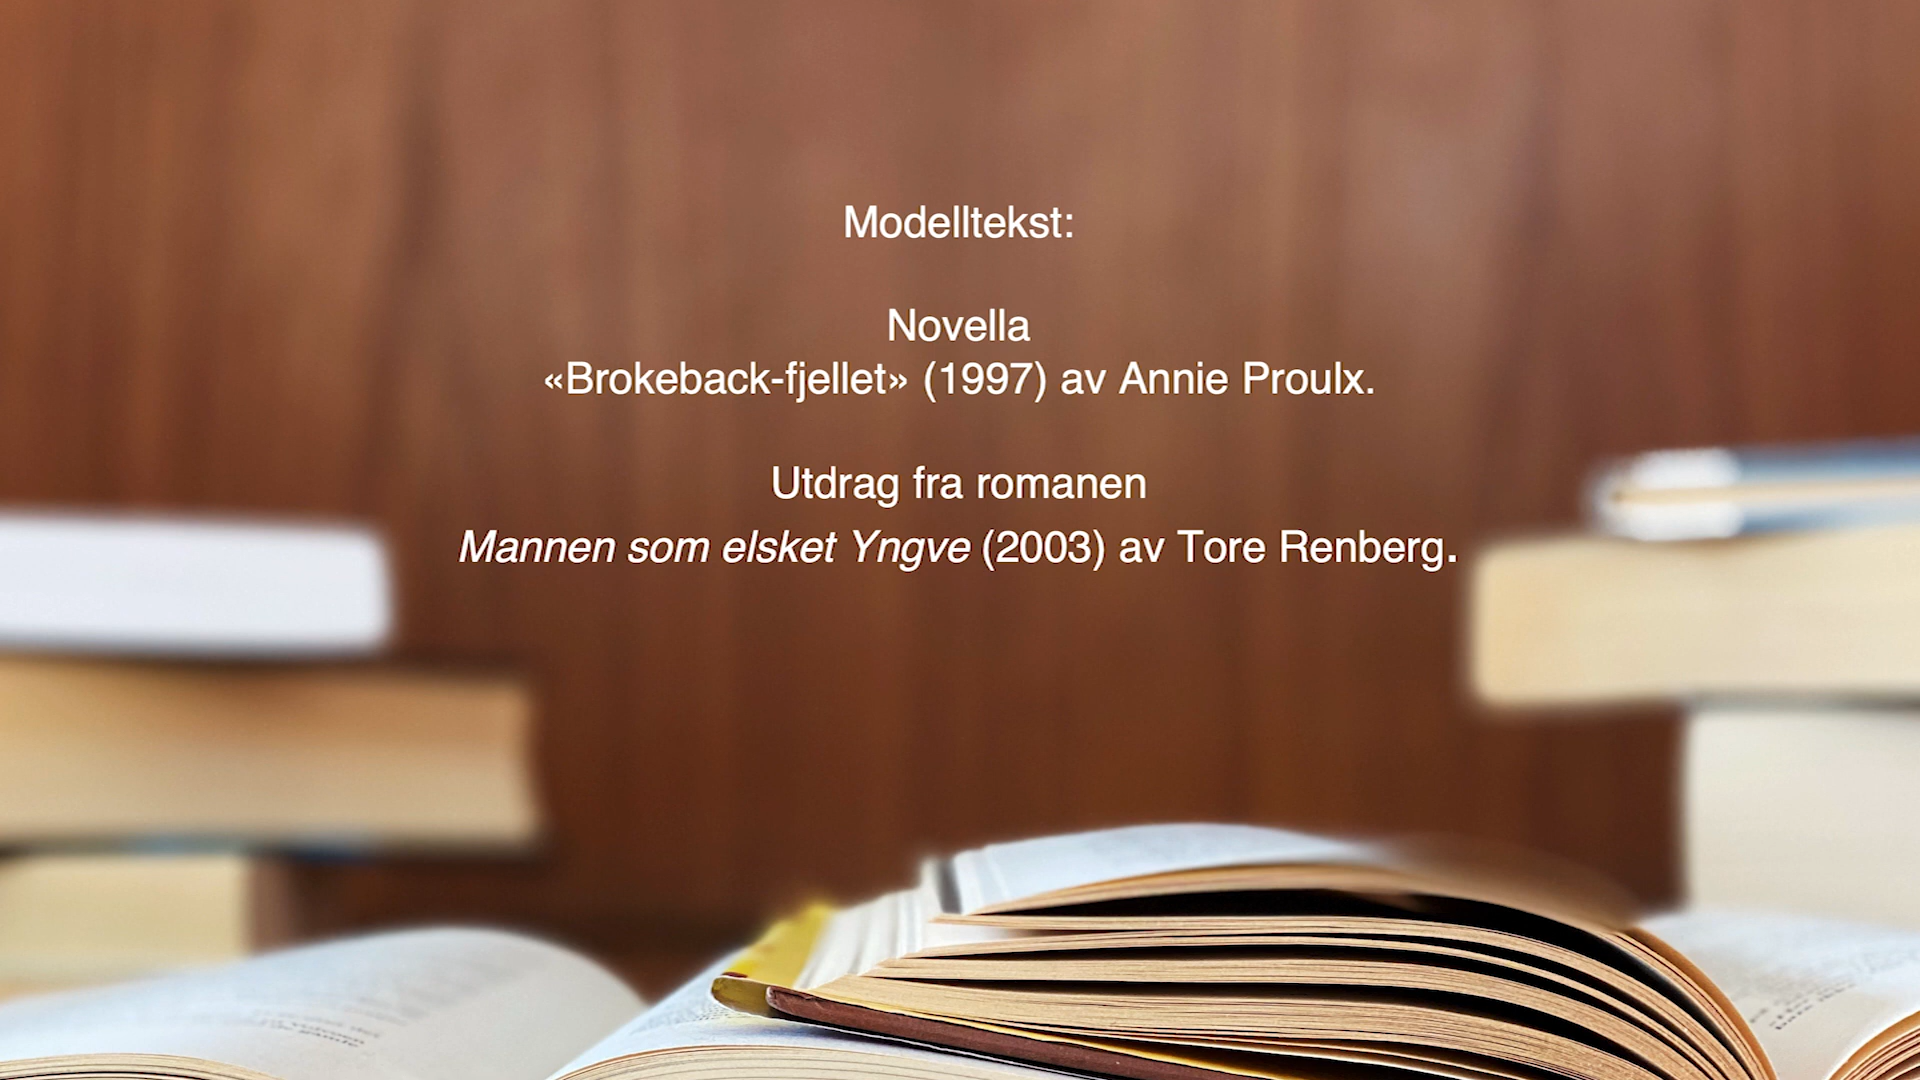 Modelltekst:
Novella
«Brokeback-fjellet» (1997) av Annie Proulx.
Utdrag fra romanen
Mannen som elsket Yngve (2003) av Tore Renberg.